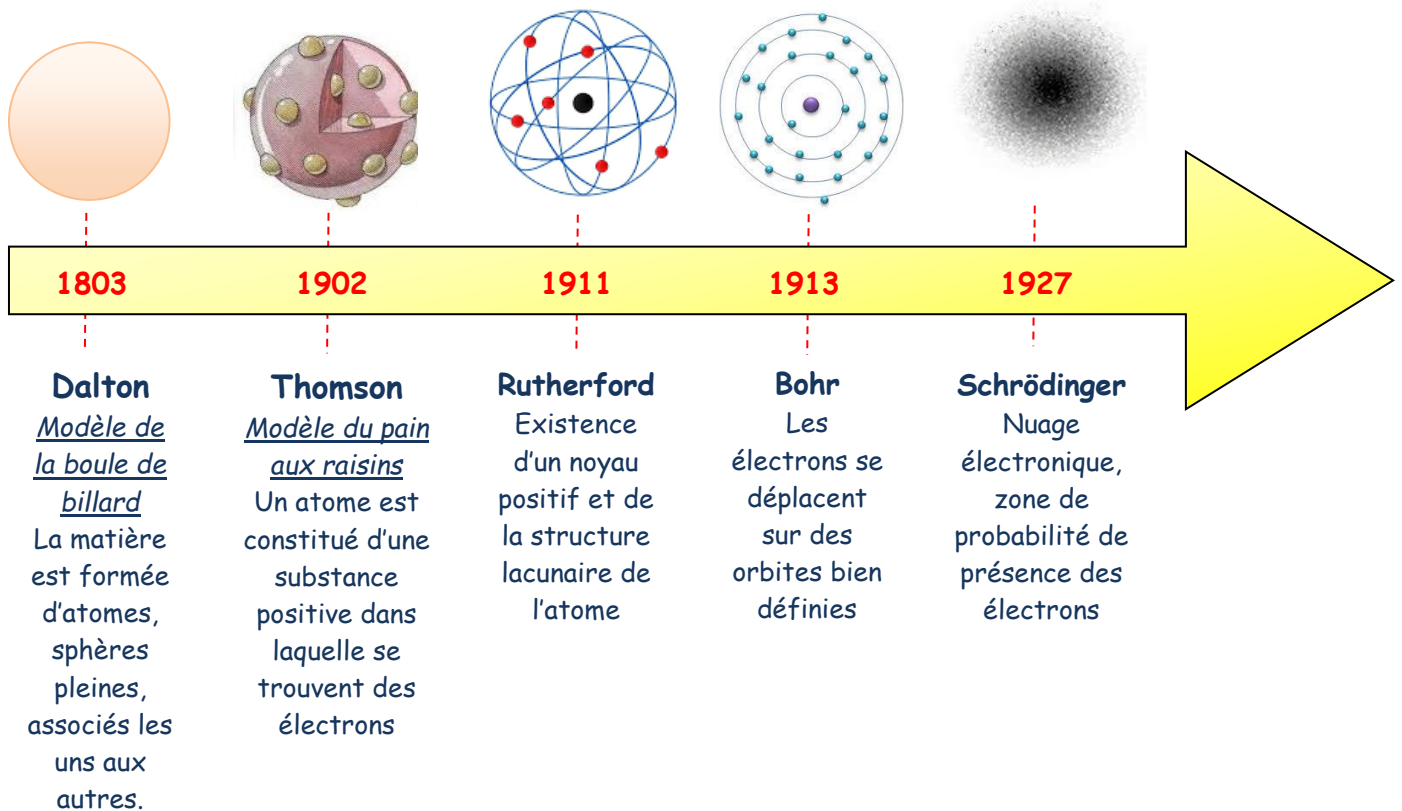 1803
1902
1911
1913
1927
Dalton
Modèle de
la boule de
billard
La matière
est formée
d'atomes,
sphères
pleines,
associés les
uns aux
autres.
Thomson
Modèle du pain
aux raisins
Un atome est
constitué d'une
substance
positive dans
laquelle se
trouvent des
électrons
Rutherford
Existence
d'un noyau
positif et de
la structure
lacunaire de
l'atome
Bohr
Les
électrons se
déplacent
sur des
orbites bien
définies
Schrödinger
Nuage
électronique,
zone de
probabilité de
présence des
électrons